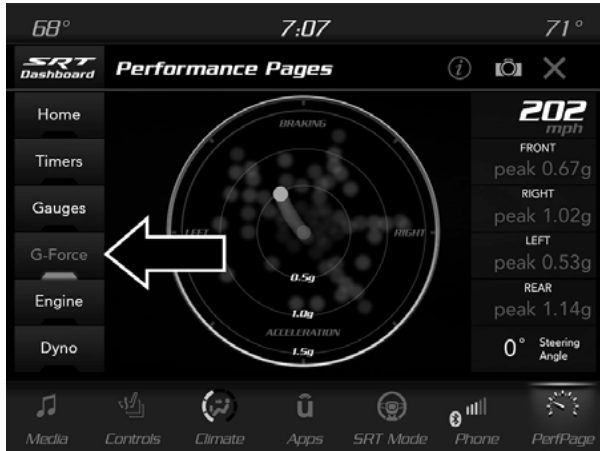 68°
7:07
71°
SRT
Dashboard
Performance Pages
i
Home
Timers
Gauges
G-Force
Engine
Dyno
BRAKING
LEFT
RIGHT
0.5g
1.0g
ACCELERATION
1.5g
202
mph
FRONT
peak 0.67g
RIGHT
peak 1.02g
LEFT
peak 0.53g
REAR
peak 1.14g
0° Steering
Angle
Media
Controls
Climate
Apps
SRT Mode
Phone
PerfPage